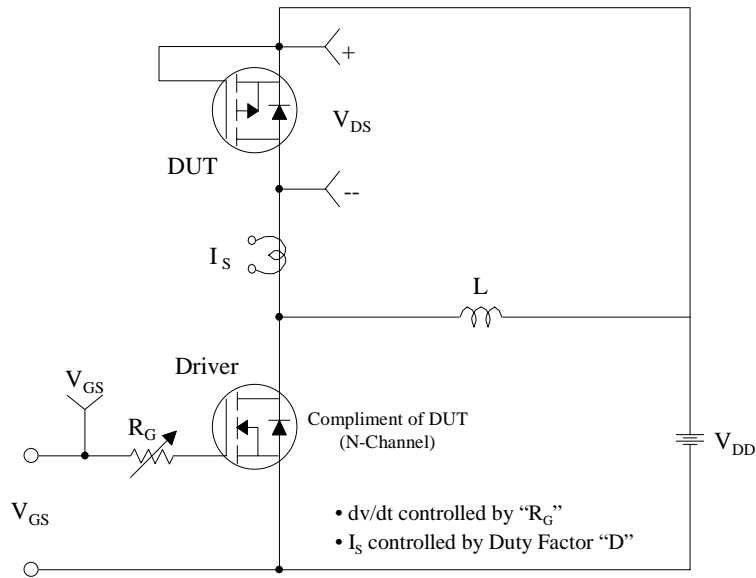 +
V_DS
DUT
--
I_S
L
Driver
V_GS
R_G
Compliment of DUT
(N-Channel)
V_DD
V_GS
• dv/dt controlled by “R_G”
• I_S controlled by Duty Factor “D”